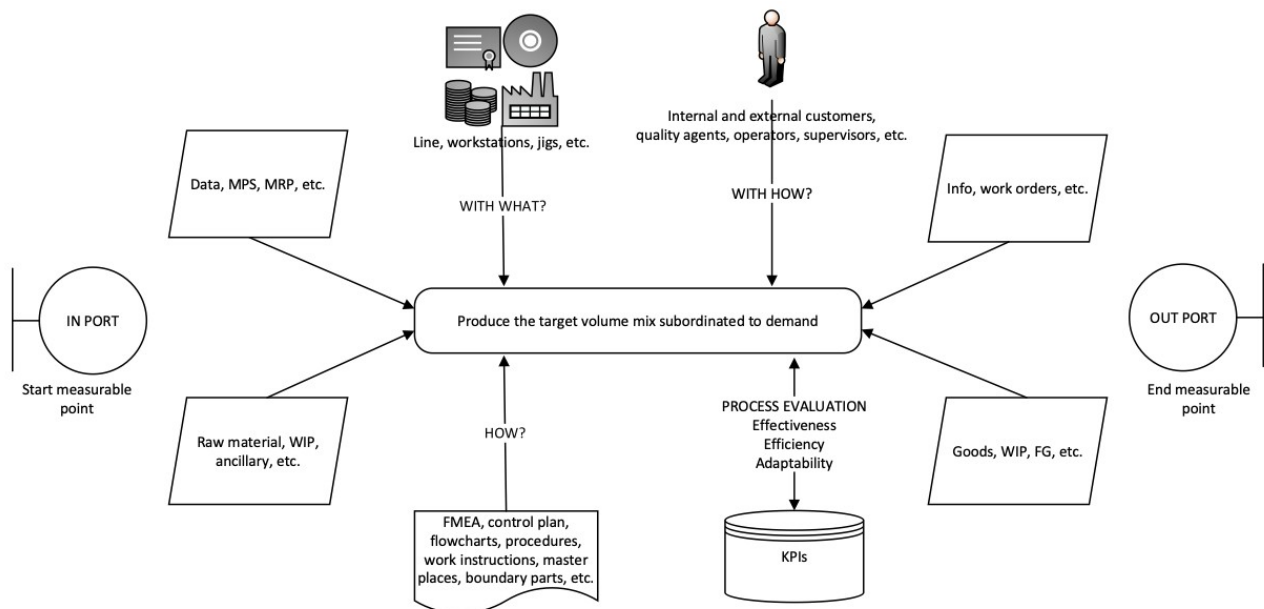 Line, workstations, jigs, etc.
Internal and external customers,
quality agents, operators, supervisors, etc.
Data, MPS, MRP, etc.
WITH WHAT?
WITH HOW?
Info, work orders, etc.
IN PORT
Start measurable
point
Produce the target volume mix subordinated to demand
OUT PORT
End measurable
point
Raw material, WIP,
ancillary, etc.
HOW?
PROCESS EVALUATION
Effectiveness
Efficiency
Adaptability
Goods, WIP, FG, etc.
FMEA, control plan,
flowcharts, procedures,
work instructions, master
places, boundary parts, etc.
KPIs